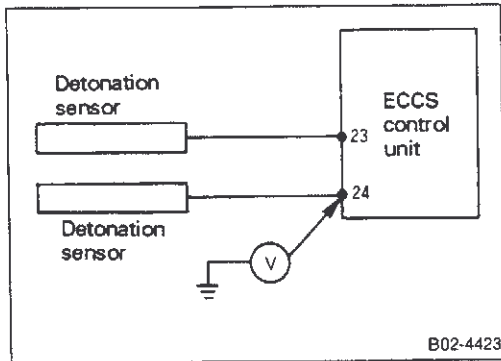 Detonation
sensor
ECCS
control
unit
23
24
Detonation
sensor
V
B02-4423